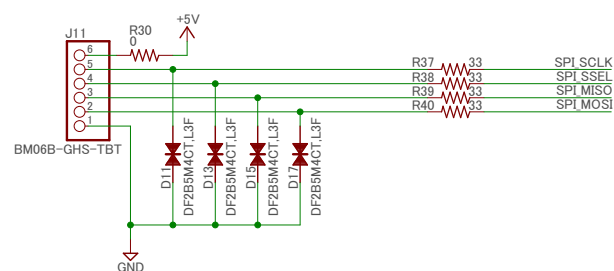 +5V
R30
0
J11
6
5
4
3
2
1
BM06B-GHS-TBT
R37 33 SPI_SCLK
R38 33 SPI_SSEL
R39 33 SPI_MISO
R40 33 SPI_MOSI
D11
DF2B5M4CT,L3F
D13
DF2B5M4CT,L3F
D15
DF2B5M4CT,L3F
D17
DF2B5M4CT,L3F
GND